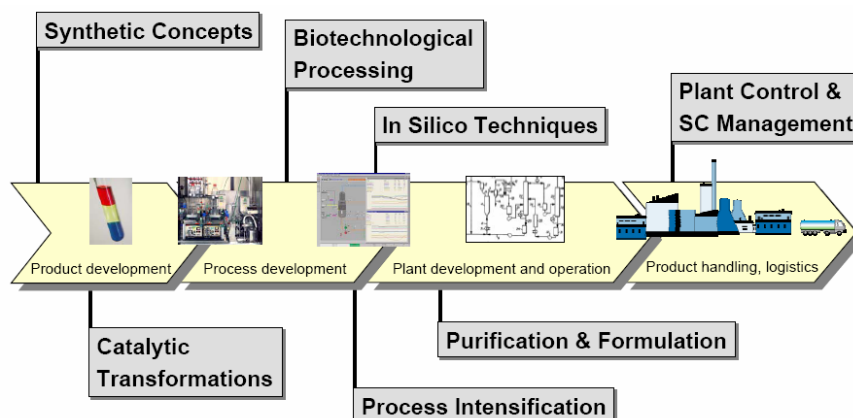 Synthetic Concepts
Biotechnological
Processing
In Silico Techniques
Plant Control &
SC Management
Product development
Process development
Plant development and operation
Product handling, logistics
Catalytic
Transformations
Purification & Formulation
Process Intensification